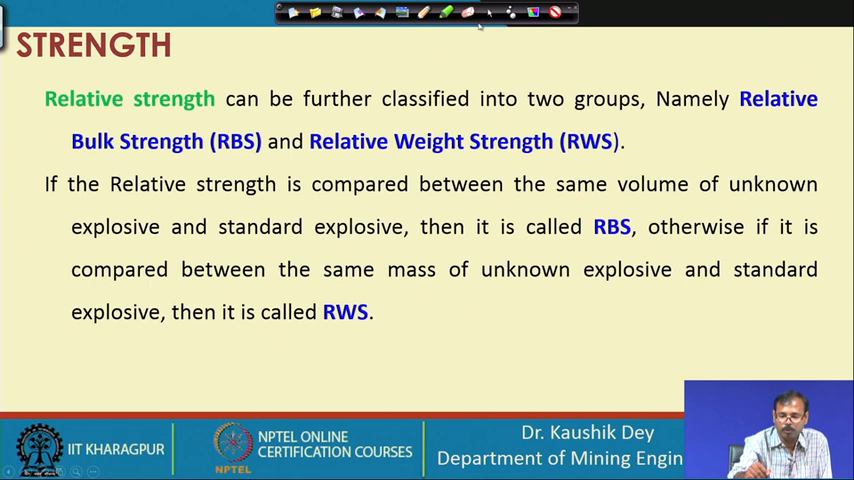 STRENGTH
Relative strength can be further classified into two groups, Namely Relative
Bulk Strength (RBS) and Relative Weight Strength (RWS).
If the Relative strength is compared between the same volume of unknown
explosive and standard explosive, then it is called RBS, otherwise if it is
compared between the same mass of unknown explosive and standard
explosive, then it is called RWS.
IIT KHARAGPUR
NPTEL
NPTEL ONLINE
CERTIFICATION COURSES
Dr. Kaushik Dey
Department of Mining Engin